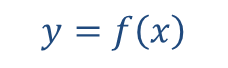 y = f(x)